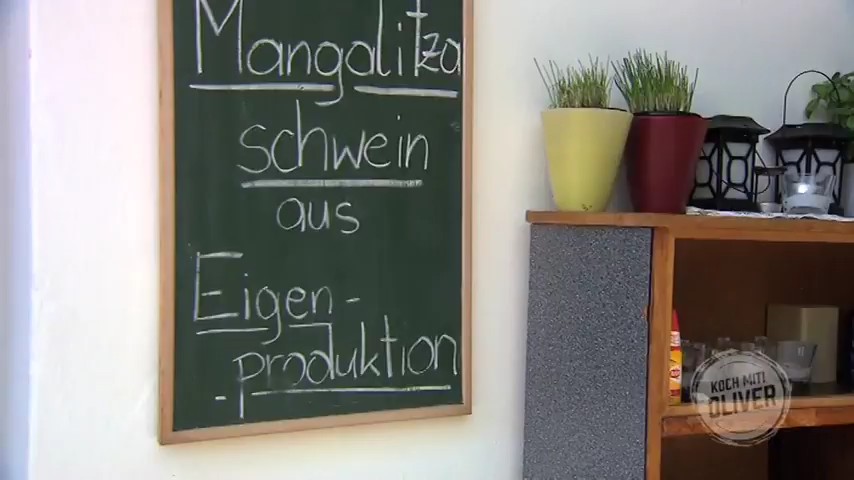 Mangalitza
schwein
aus
Eigen-
-produktion
KOCH MIT!
OLIVER